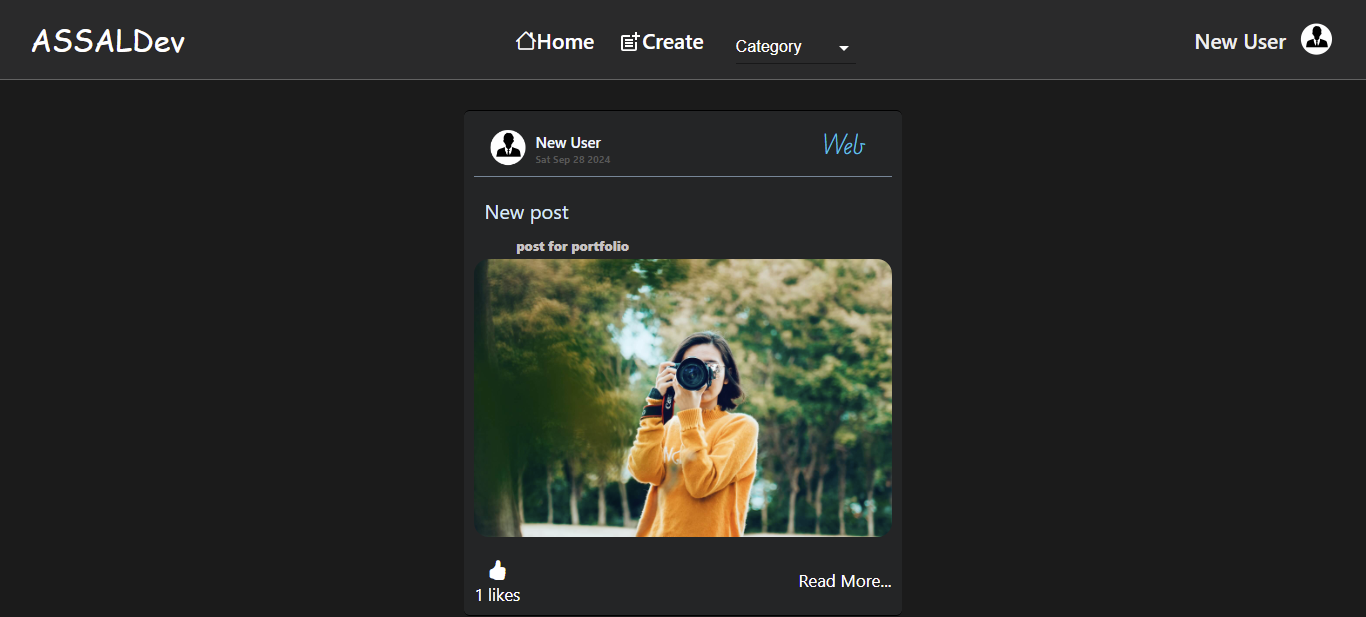 ASSALDev
Home
Create
Category
New User
New User
Sat Sep 28 2024
Web
New post
post for portfolio
1 likes
Read More...